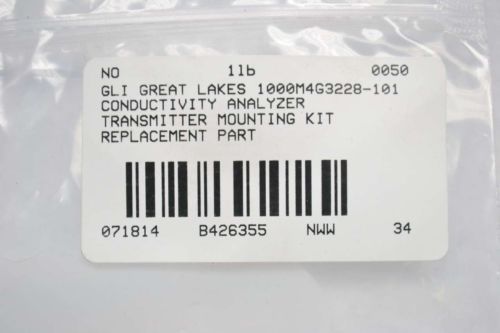 NO 1lb 0050
GLI GREAT LAKES 1000M4G3228-101
CONDUCTIVITY ANALYZER
TRANSMITTER MOUNTING KIT
REPLACEMENT PART
071814 B426355 NWW 34